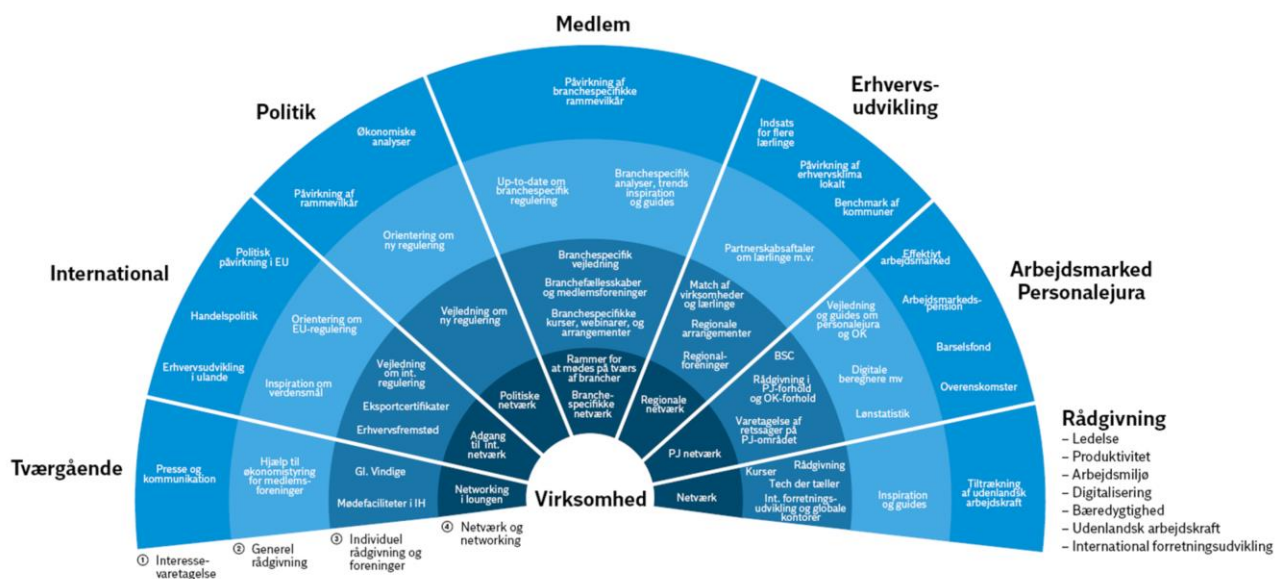 Medlem
Politik
Erhvervs-
udvikling
International
Arbejdsmarked
Personalejura
Tværgående
Rådgivning
– Ledelse
– Produktivitet
– Arbejdsmiljø
– Digitalisering
– Bæredygtighed
– Udenlandsk arbejdskraft
– International forretningsudvikling
Presse og
kommunikation
Hjælp til
økonomistyring
for medlems-
foreninger
Gl. Vindige
Mødefaciliteter i IH
Networking
i loungen
Politisk
påvirkning i EU
Handelspolitik
Erhvervsudvikling
i ulande
Orientering om
EU-regulering
Inspiration om
verdensmål
Vejledning
om int.
regulering
Eksportcertifikater
Erhvervsfremstød
Adgang
til int.
netværk
Økonomiske
analyser
Påvirkning af
rammevilkår
Orientering om
ny regulering
Vejledning om
ny regulering
Politiske
netværk
Påvirkning af
branchespecifikke
rammevilkår
Up-to-date om
branchespecifik
regulering
Branchespecifik
analyser, trends
inspiration
og guides
Branchespecifik
vejledning
Branchefællesskaber
og medlemsforeninger
Branchespecifikke
kurser, webinarer, og
arrangementer
Rammer for
at mødes på tværs
af brancher
Branche-
specifikke
netværk
Indsats
for flere
lærlinge
Påvirkning af
erhvervsklima
lokalt
Benchmark af
kommuner
Partnerskabsaftaler
om lærlinge m.v.
Match af
virksomheder
og lærlinge
Regionale
arrangementer
Regional-
foreninger
Regionale
netværk
Effektivt
arbejdsmarked
Arbejdsmarkeds-
pension
Barselsfond
Overenskomster
Vejledning
og guides om
personalejura
og OK
Digitale
beregnere mv
Lønstatistik
BSC
Rådgivning i
PJ-forhold
og OK-forhold
Varetagelse af
retssager på
PJ-området
PJ netværk
Tiltrækning
af udenlandsk
arbejdskraft
Inspiration
og guides
Kurser
Rådgivning
Tech der tæller
Int. forretnings-
udvikling og globale
kontorer
Netværk
Virksomhed
① Interesse-
varetagelse
② Generel
rådgivning
③ Individuel
rådgivning og
foreninger
④ Netværk og
networking